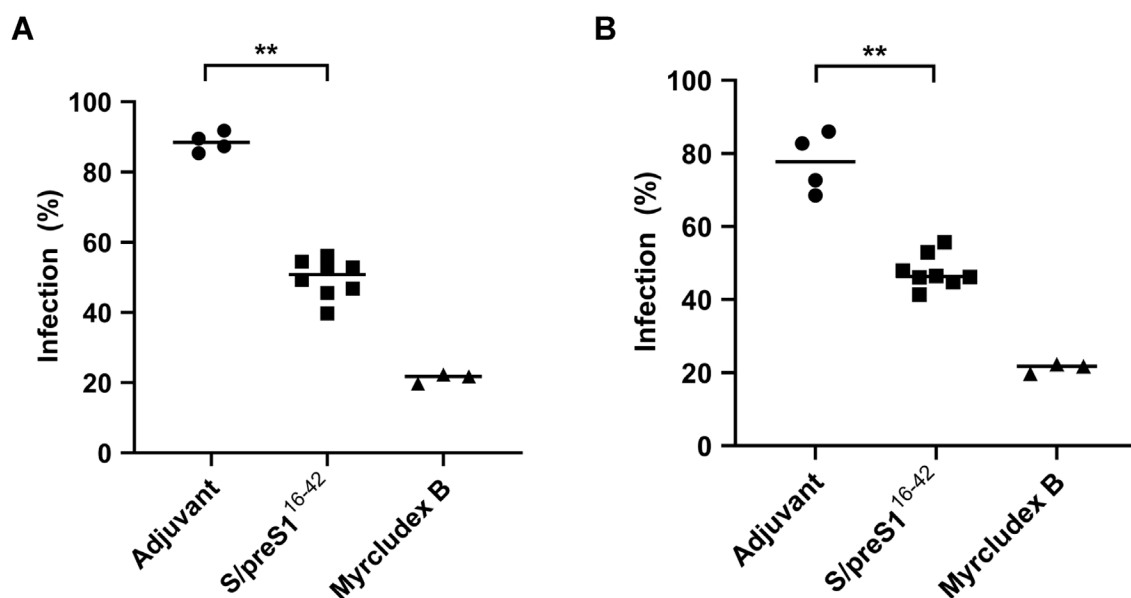 A
**
100
80
60
40
20
0
Infection (%)
Adjuvant
S/preS1^16-42
Myrcludex B
B
**
100
80
60
40
20
0
Infection (%)
Adjuvant
S/preS1^16-42
Myrcludex B